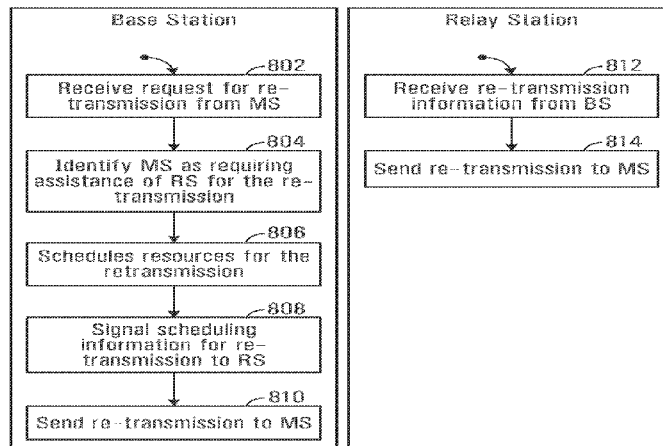 Base Station
802
Receive request for re-
transmission from MS
804
Identify MS as requiring
assistance of RS for the re-
transmission
806
Schedules resources for the
retransmission
808
Signal scheduling
information for re-
transmission to RS
810
Send re-transmission to MS
Relay Station
812
Receive re-transmission
information from BS
814
Send re-transmission to MS